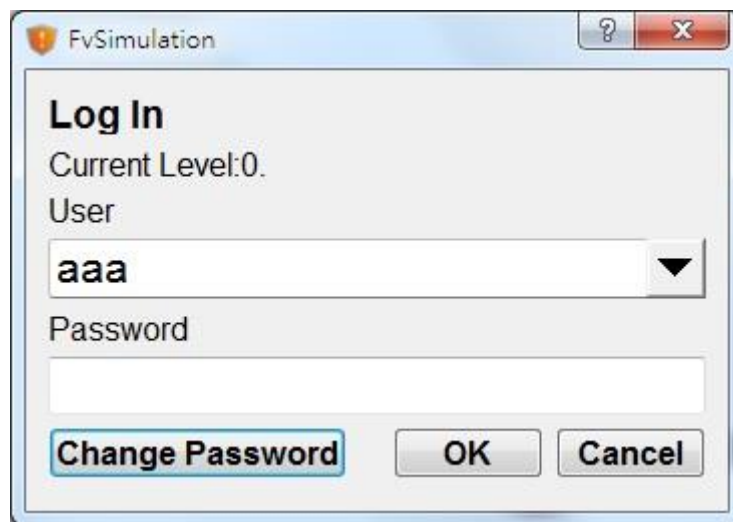 FvSimulation
Log In
Current Level:0.
User
aaa
Password
Change Password OK Cancel